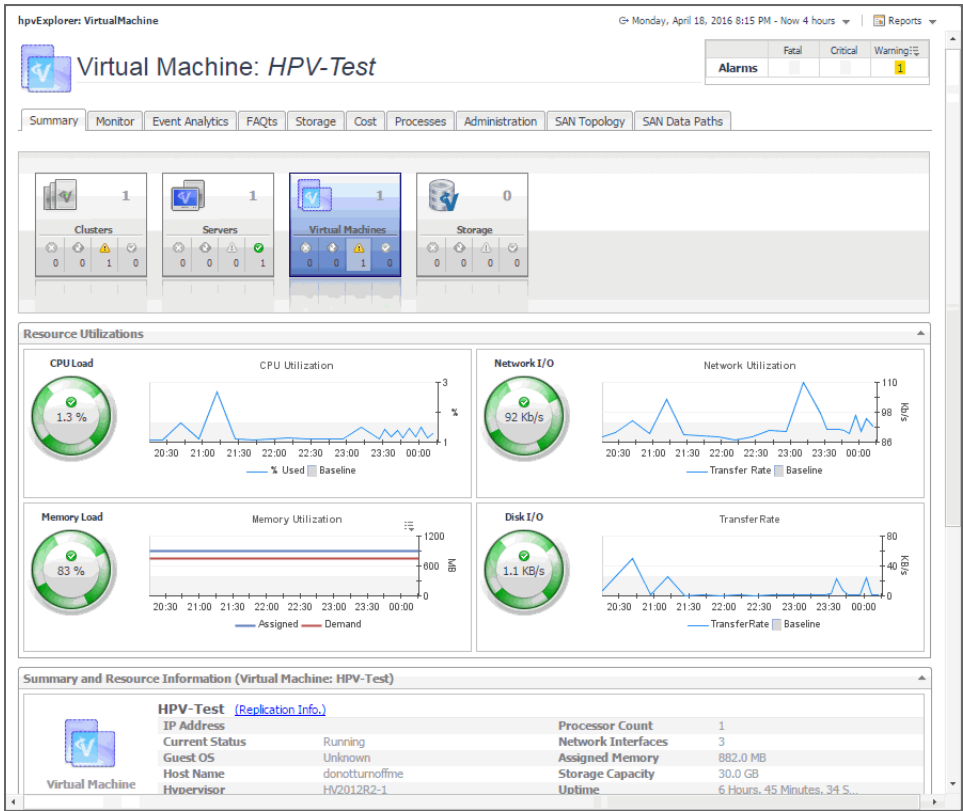 hpvExplorer: VirtualMachine
Monday, April 18, 2016 8:15 PM - Now 4 hours
Reports
Virtual Machine: HPV-Test
Fatal Critical Warning
Alarms 1
Summary Monitor Event Analytics FAQts Storage Cost Processes Administration SAN Topology SAN Data Paths
1 1 1 0
Clusters Servers Virtual Machines Storage
0 0 1 0 0 0 0 1 0 0 1 0 0 0 0 0
Resource Utilizations
CPU Load
CPU Utilization
1.3 %
3
%
1
20:30 21:00 21:30 22:00 22:30 23:00 23:30 00:00
% Used Baseline
Network I/O
Network Utilization
92 Kb/s
110
98
86
Kb/s
20:30 21:00 21:30 22:00 22:30 23:00 23:30 00:00
Transfer Rate Baseline
Memory Load
Memory Utilization
83 %
1200
600
0
MB
20:30 21:00 21:30 22:00 22:30 23:00 23:30 00:00
Assigned Demand
Disk I/O
TransferRate
1.1 KB/s
80
40
0
KB/s
20:30 21:00 21:30 22:00 22:30 23:00 23:30 00:00
TransferRate Baseline
Summary and Resource Information (Virtual Machine: HPV-Test)
Virtual Machine
HPV-Test (Replication Info.)
IP Address Processor Count 1
Current Status Running Network Interfaces 3
Guest OS Unknown Assigned Memory 882.0 MB
Host Name donotturnoffme Storage Capacity 30.0 GB
Hypervisor HV2012R2-1 Uptime 6 Hours, 45 Minutes, 34 S...